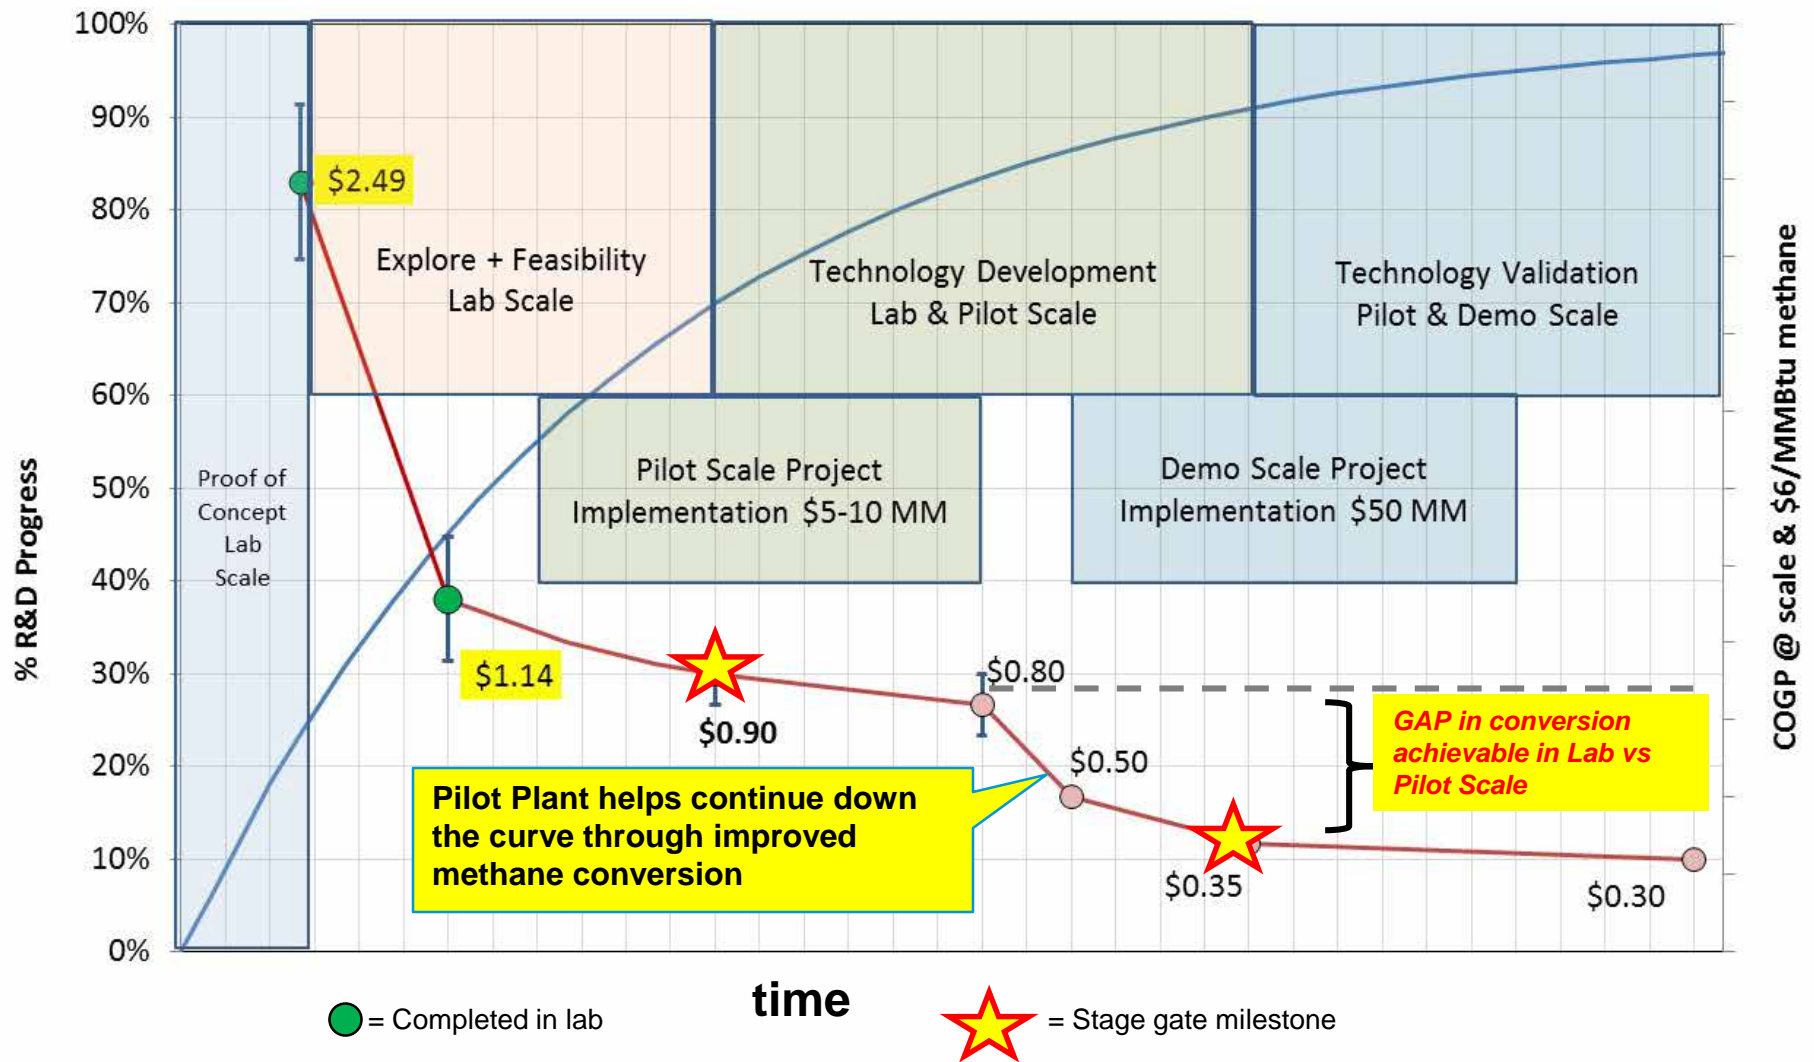 100%
90%
80%
70%
60%
50%
40%
30%
20%
10%
0%
% R&D Progress
COGP @ scale & $6/MMBtu methane
$2.49
Explore + Feasibility
Lab Scale
Technology Development
Lab & Pilot Scale
Technology Validation
Pilot & Demo Scale
Proof of
Concept
Lab
Scale
Pilot Scale Project
Implementation $5-10 MM
Demo Scale Project
Implementation $50 MM
$1.14
$0.90
$0.80
$0.50
$0.35
$0.30
GAP in conversion
achievable in Lab vs
Pilot Scale
Pilot Plant helps continue down
the curve through improved
methane conversion
time
= Completed in lab
= Stage gate milestone